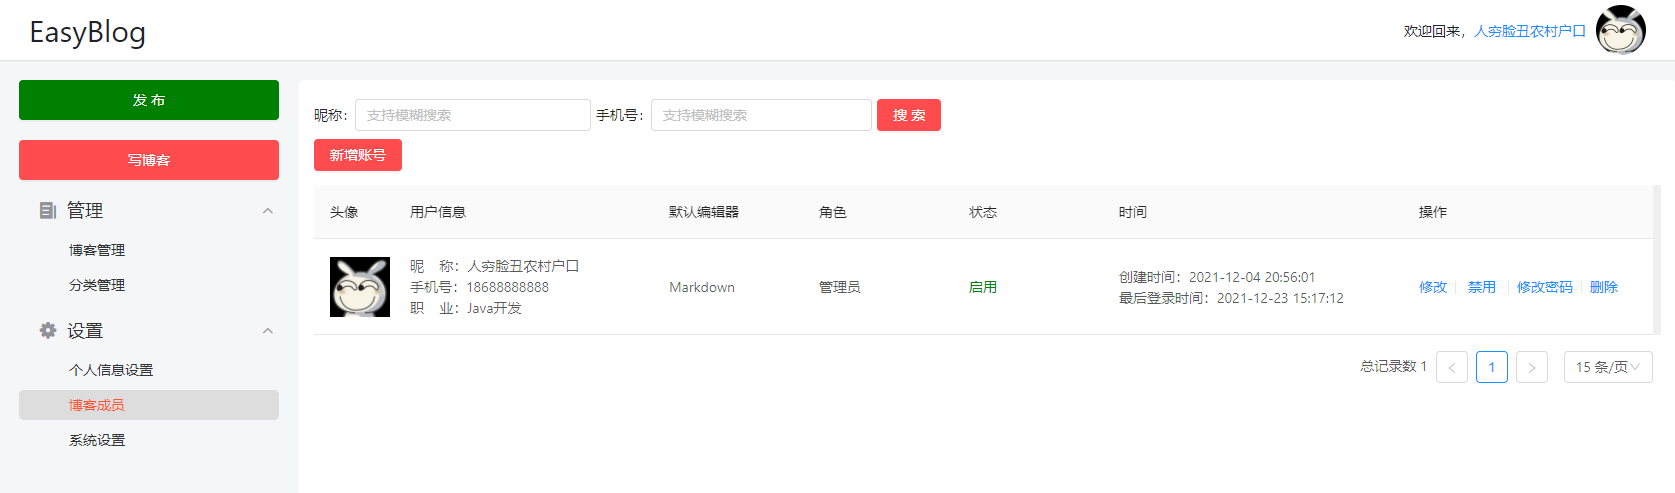 EasyBlog
欢迎回来，人穷脸丑农村户口
发 布
写博客
管理
博客管理
分类管理
设置
个人信息设置
博客成员
系统设置
昵称： 支持模糊搜索 手机号： 支持模糊搜索 搜 索
新增账号
头像 用户信息 默认编辑器 角色 状态 时间 操作
昵 称：人穷脸丑农村户口
手机号：18688888888
职 业：Java开发
Markdown
管理员
启用
创建时间：2021-12-04 20:56:01
最后登录时间：2021-12-23 15:17:12
修改 禁用 修改密码 删除
总记录数 1 < 1 > 15 条/页